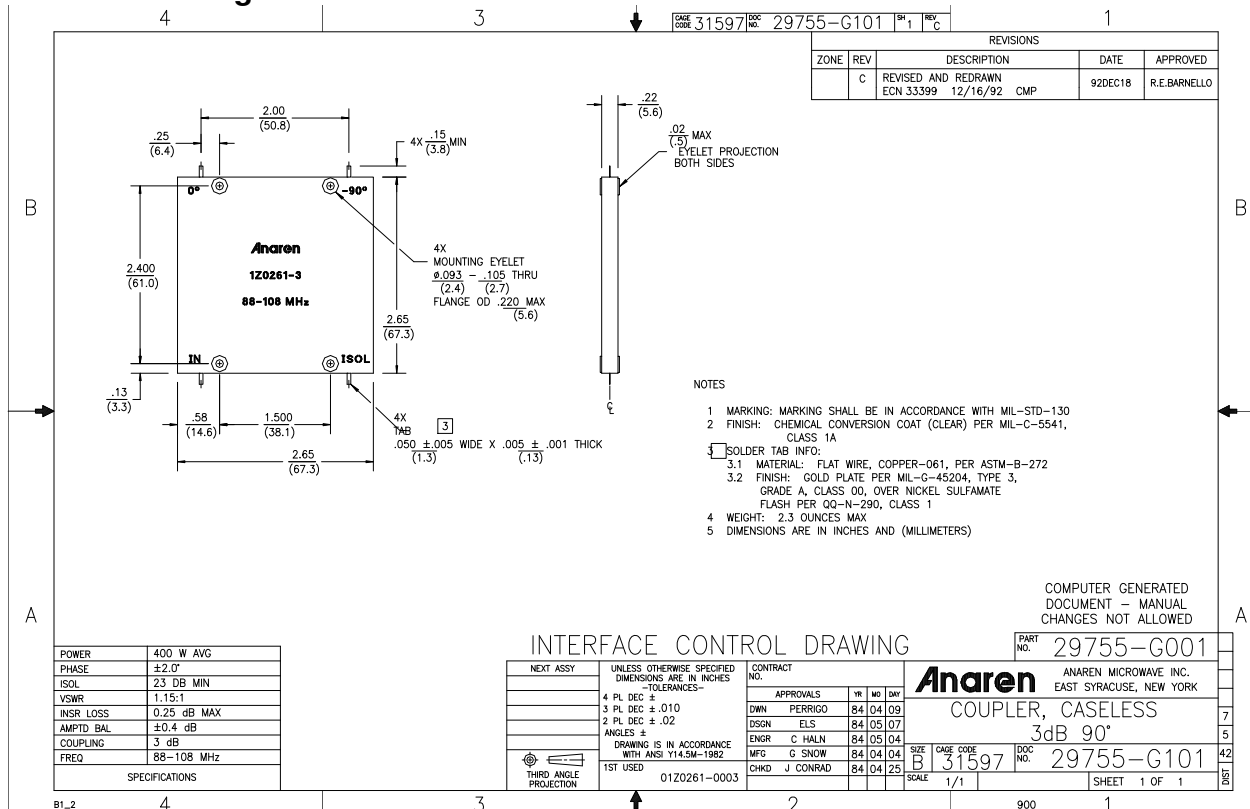 4 3 1
CAGE CODE 31597 DOC NO. 29755-G101 SH 1 REV C
REVISIONS
ZONE REV DESCRIPTION DATE APPROVED
C REVISED AND REDRAWN ECN 33399 12/16/92 CMP 92DEC18 R.E.BARNELLO
2.00
(50.8)
.25
(6.4)
4X .15 MIN
(3.8)
.22
(5.6)
.02 MAX
(.5)
EYELET PROJECTION
BOTH SIDES
0° -90°
B B
Anaren
1Z0261-3
88-108 MHz
2.400
(61.0)
4X
MOUNTING EYELET
ø.093 - .105 THRU
(2.4) (2.7)
FLANGE OD .220 MAX
(5.6)
2.65
(67.3)
IN ISOL
.13
(3.3)
.58
(14.6)
1.500
(38.1)
2.65
(67.3)
4X
TAB 3
.050 ±.005 WIDE X .005 ± .001 THICK
(1.3) (.13)
℄
NOTES
1 MARKING: MARKING SHALL BE IN ACCORDANCE WITH MIL-STD-130
2 FINISH: CHEMICAL CONVERSION COAT (CLEAR) PER MIL-C-5541,
CLASS 1A
3 SOLDER TAB INFO:
3.1 MATERIAL: FLAT WIRE, COPPER-061, PER ASTM-B-272
3.2 FINISH: GOLD PLATE PER MIL-G-45204, TYPE 3,
GRADE A, CLASS 00, OVER NICKEL SULFAMATE
FLASH PER QQ-N-290, CLASS 1
4 WEIGHT: 2.3 OUNCES MAX
5 DIMENSIONS ARE IN INCHES AND (MILLIMETERS)
COMPUTER GENERATED
DOCUMENT - MANUAL
CHANGES NOT ALLOWED
A A
POWER 400 W AVG
PHASE ±2.0°
ISOL 23 DB MIN
VSWR 1.15:1
INSR LOSS 0.25 dB MAX
AMPTD BAL ±0.4 dB
COUPLING 3 dB
FREQ 88-108 MHz
SPECIFICATIONS
INTERFACE CONTROL DRAWING
PART NO. 29755-G001
NEXT ASSY
UNLESS OTHERWISE SPECIFIED
DIMENSIONS ARE IN INCHES
-TOLERANCES-
4 PL DEC ±
3 PL DEC ± .010
2 PL DEC ± .02
ANGLES ±
DRAWING IS IN ACCORDANCE
WITH ANSI Y14.5M-1982
THIRD ANGLE
PROJECTION
1ST USED
01Z0261-0003
CONTRACT
NO.
APPROVALS YR MO DAY
DWN PERRIGO 84 04 09
DSGN ELS 84 05 07
ENGR C HALN 84 05 04
MFG G SNOW 84 04 04
CHKD J CONRAD 84 04 25
Anaren
ANAREN MICROWAVE INC.
EAST SYRACUSE, NEW YORK
COUPLER, CASELESS
3dB 90°
SIZE B CAGE CODE 31597 DOC NO. 29755-G101
SCALE 1/1 SHEET 1 OF 1
7
5
42
DIST
B1_2 4 3 2 900 1